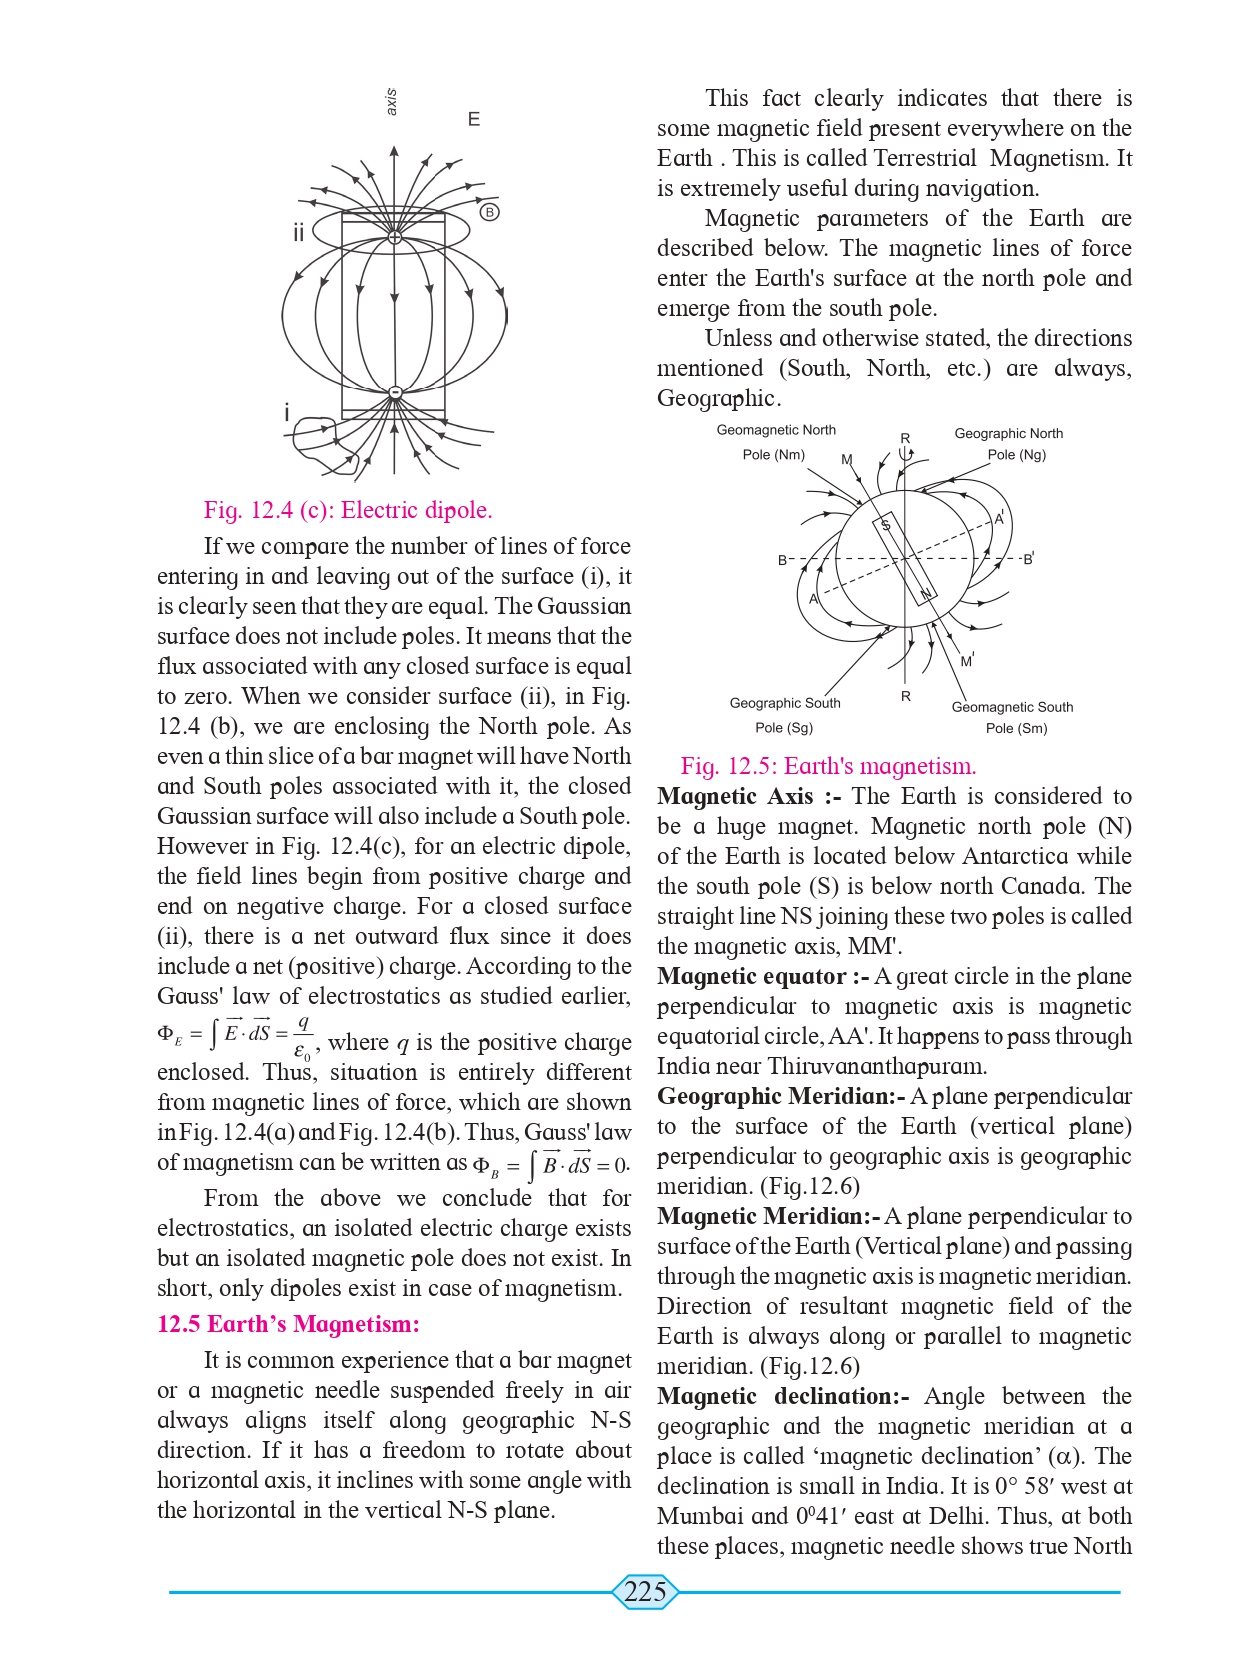 axis
E
B
ii
+
-
i
Fig. 12.4 (c): Electric dipole.
If we compare the number of lines of force
entering in and leaving out of the surface (i), it
is clearly seen that they are equal. The Gaussian
surface does not include poles. It means that the
flux associated with any closed surface is equal
to zero. When we consider surface (ii), in Fig.
12.4 (b), we are enclosing the North pole. As
even a thin slice of a bar magnet will have North
and South poles associated with it, the closed
Gaussian surface will also include a South pole.
However in Fig. 12.4(c), for an electric dipole,
the field lines begin from positive charge and
end on negative charge. For a closed surface
(ii), there is a net outward flux since it does
include a net (positive) charge. According to the
Gauss' law of electrostatics as studied earlier,
Φ_E = ∫ E⃗ · dS⃗ = q/ε₀, where q is the positive charge
enclosed. Thus, situation is entirely different
from magnetic lines of force, which are shown
in Fig. 12.4(a) and Fig. 12.4(b). Thus, Gauss' law
of magnetism can be written as Φ_B = ∫ B⃗ · dS⃗ = 0.
From the above we conclude that for
electrostatics, an isolated electric charge exists
but an isolated magnetic pole does not exist. In
short, only dipoles exist in case of magnetism.
12.5 Earth’s Magnetism:
It is common experience that a bar magnet
or a magnetic needle suspended freely in air
always aligns itself along geographic N-S
direction. If it has a freedom to rotate about
horizontal axis, it inclines with some angle with
the horizontal in the vertical N-S plane.
This fact clearly indicates that there is
some magnetic field present everywhere on the
Earth . This is called Terrestrial Magnetism. It
is extremely useful during navigation.
Magnetic parameters of the Earth are
described below. The magnetic lines of force
enter the Earth's surface at the north pole and
emerge from the south pole.
Unless and otherwise stated, the directions
mentioned (South, North, etc.) are always,
Geographic.
Geomagnetic North
Pole (Nm)
M
R
Geographic North
Pole (Ng)
S
A'
B
B'
A
N
M'
R
Geographic South
Pole (Sg)
Geomagnetic South
Pole (Sm)
Fig. 12.5: Earth's magnetism.
Magnetic Axis :- The Earth is considered to
be a huge magnet. Magnetic north pole (N)
of the Earth is located below Antarctica while
the south pole (S) is below north Canada. The
straight line NS joining these two poles is called
the magnetic axis, MM'.
Magnetic equator :- A great circle in the plane
perpendicular to magnetic axis is magnetic
equatorial circle, AA'. It happens to pass through
India near Thiruvananthapuram.
Geographic Meridian:- A plane perpendicular
to the surface of the Earth (vertical plane)
perpendicular to geographic axis is geographic
meridian. (Fig.12.6)
Magnetic Meridian:- A plane perpendicular to
surface of the Earth (Vertical plane) and passing
through the magnetic axis is magnetic meridian.
Direction of resultant magnetic field of the
Earth is always along or parallel to magnetic
meridian. (Fig.12.6)
Magnetic declination:- Angle between the
geographic and the magnetic meridian at a
place is called ‘magnetic declination’ (α). The
declination is small in India. It is 0° 58′ west at
Mumbai and 0⁰41′ east at Delhi. Thus, at both
these places, magnetic needle shows true North
225